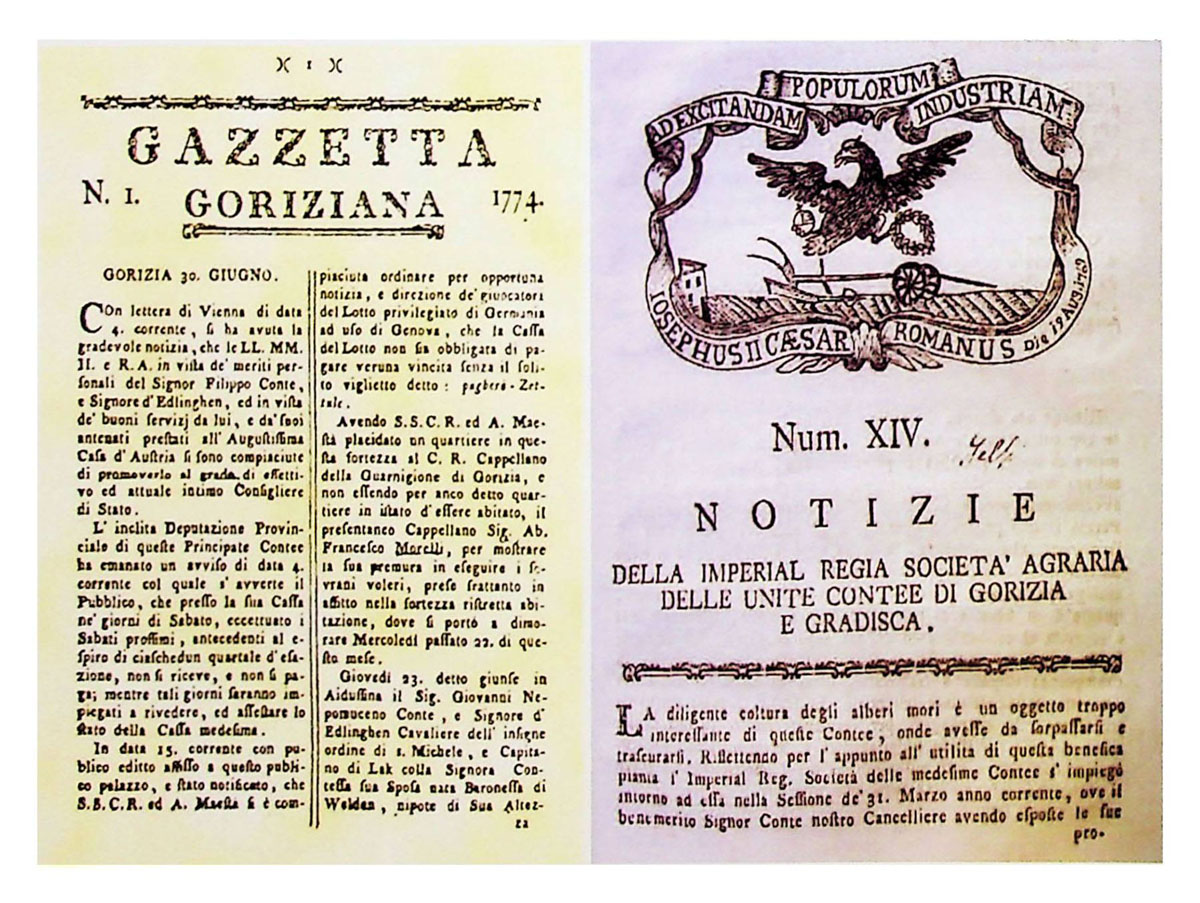 )( 1 )(
GAZZETTA
N. I. GORIZIANA 1774.
GORIZIA 30. GIUGNO.
COn lettera di Vienna di data
4. corrente, ſi ha avuta la
gradevole notizia, che le LL. MM.
II. e R. A. in viſta de' meriti per-
ſonali del Signor Filippo Conte,
e Signore d'Edlinghen, ed in viſta
de' buoni ſervizj da lui, e da' ſuoi
antenati preſtati all' Auguſtiſſima
Caſa d' Auſtria ſi ſono compiaciute
di promoverlo al grado di effetti-
vo ed attuale intimo Conſigliere
di Stato.
L' inclita Deputazione Provin-
ciale di queſte Principate Contee
ha emanato un avviſo di data 4.
corrente col quale s' avverte il
Pubblico, che preſſo la ſua Caſſa
ne' giorni di Sabato, eccettuato i
Sabati proſſimi, antecedenti al e-
ſpiro di ciaſchedun quartale d'eſa-
zione, non ſi riceve, e non ſi pa-
ga; mentre tali giorni ſaranno im-
piegati a rivedere, ed aſſeſtare lo
ſtato della Caſſa medeſima.
In data 15. corrente con pu-
blico editto affiſſo a queſto publi-
co palazzo, e ſtato notificato, che
S.S.C.R. ed A. Maeſta ſi è com-
piaciuta ordinare per opportuna
notizia, e direzione de' giuocatori
del Lotto privilegiato di Germania
ad uſo di Genova, che la Caſſa
del Lotto non ſia obbligata di pa-
gare veruna vincita ſenza il ſoli-
to viglietto detto: pagherò-Zet-
tale.
Avendo S.S.C.R. ed A. Mae-
ſtà placidato un quartiere in que-
ſta fortezza al C. R. Cappellano
della Guarnigione di Gorizia, e
non eſſendo per anco detto quar-
tiere in iſtato d'eſſere abitato, il
preſentaneo Cappellano Sig. Ab.
Franceſco Morelli, per moſtrare
la ſua premura in eſeguire i ſo-
vrani voleri, preſe frattanto in
affitto nella fortezza riſtretta abi-
tazione, dove ſi portò a dimo-
rare Mercoledì paſſato 22. di que-
ſto meſe.
Giovedì 23. detto giunſe in
Aiduſſina il Sig. Giovanni Ne-
pomuceno Conte, e Signore d'
Edlinghen Cavaliere dell' inſigne
ordine di s. Michele, e Capita-
no di Lak colla Signora Con-
teſſa ſua Spoſa nata Baroneſſa di
Welden, nipote di Sua Altez-
za
AD EXCITANDAM POPULORUM INDUSTRIAM
IOSEPHUS II CÆSAR ROMANUS Die 19 AUG. 1769
Num. XIV.
NOTIZIE
DELLA IMPERIAL REGIA SOCIETA' AGRARIA
DELLE UNITE CONTEE DI GORIZIA
E GRADISCA.
LA diligente coltura degli alberi mori è un oggetto troppo
intereſſante di queſte Contee, onde aveſſe da ſorpaſſarſi e
traſcurarſi. Riflettendo per l' appunto all' utilita di queſta benefica
pianta l' Imperial Reg. Società delle medeſime Contee s' impiegò
intorno ad eſſa nella Seſſione de' 31. Marzo anno corrente, ove il
benemerito Signor Conte noſtro Cancelliere avendo eſpoſte le ſue
pro-